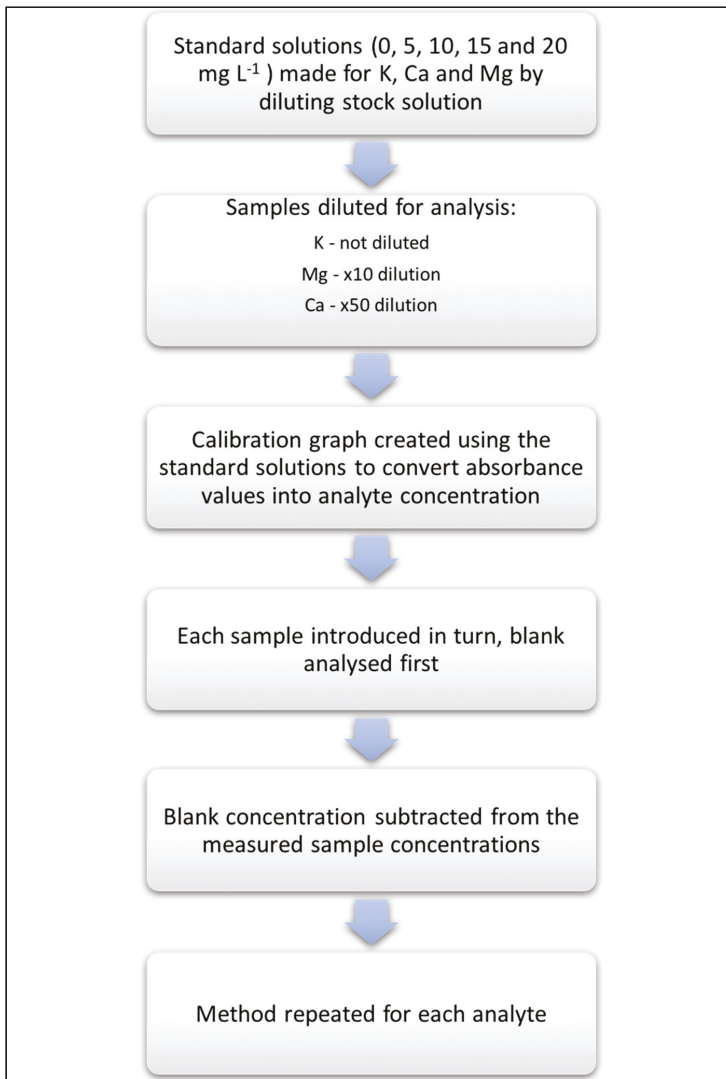 Standard solutions (0, 5, 10, 15 and 20
mg L⁻¹ ) made for K, Ca and Mg by
diluting stock solution
Samples diluted for analysis:
K - not diluted
Mg - x10 dilution
Ca - x50 dilution
Calibration graph created using the
standard solutions to convert absorbance
values into analyte concentration
Each sample introduced in turn, blank
analysed first
Blank concentration subtracted from the
measured sample concentrations
Method repeated for each analyte